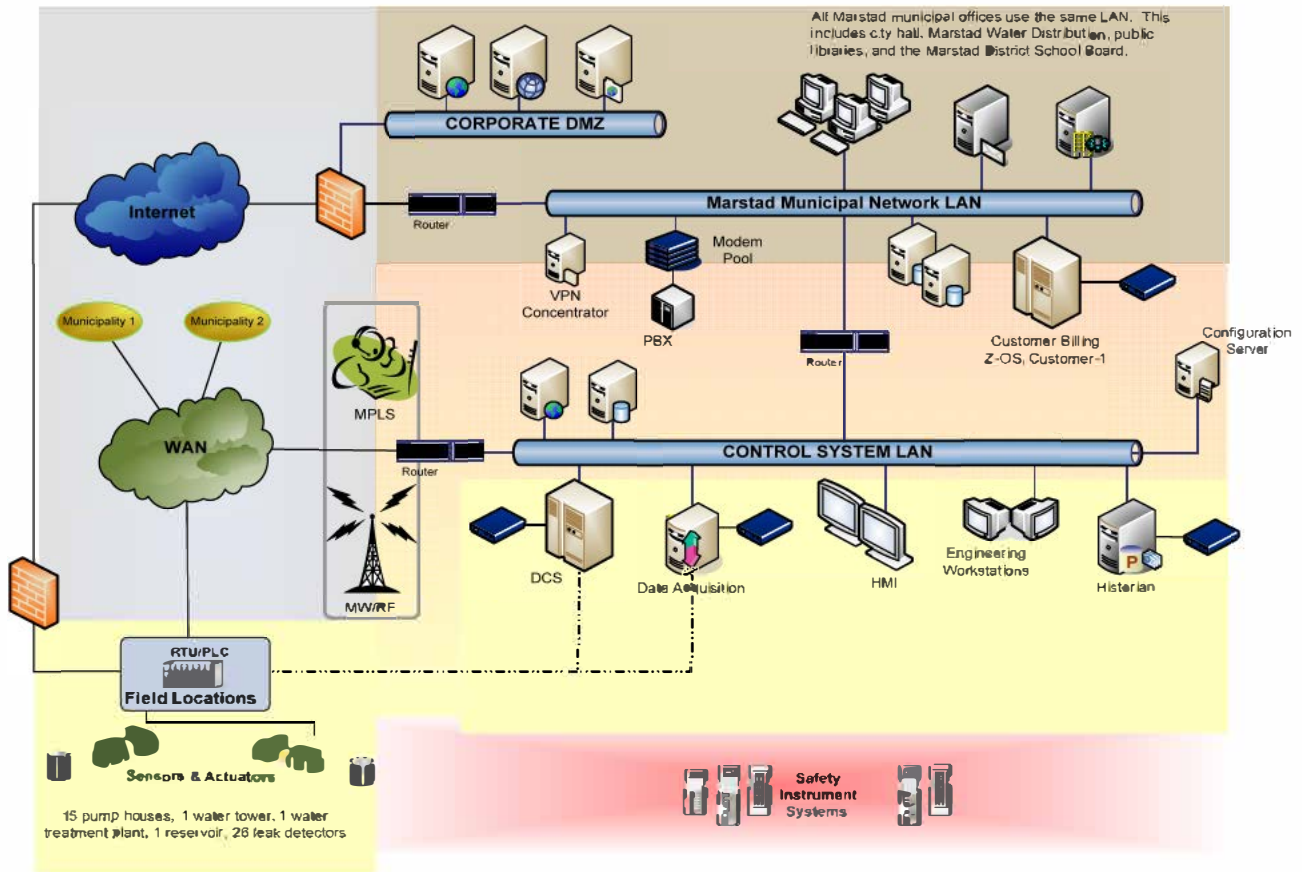 All Marstad municipal offices use the same LAN. This
includes city hall, Marstad Water Distribution, public
libraries, and the Marstad District School Board.
CORPORATE DMZ
Internet
Router
Marstad Municipal Network LAN
VPN
Concentrator
Modem
Pool
PBX
Customer Billing
Z-OS, Customer-1
Configuration
Server
Municipality 1
Municipality 2
MPLS
Router
WAN
Router
CONTROL SYSTEM LAN
MW/RF
DCS
Data Acquisition
HMI
Engineering
Workstations
P
Historian
RTU/PLC
Field Locations
Sensors & Actuators
15 pump houses, 1 water tower, 1 water
treatment plant, 1 reservoir, 26 leak detectors
Safety
Instrument
Systems